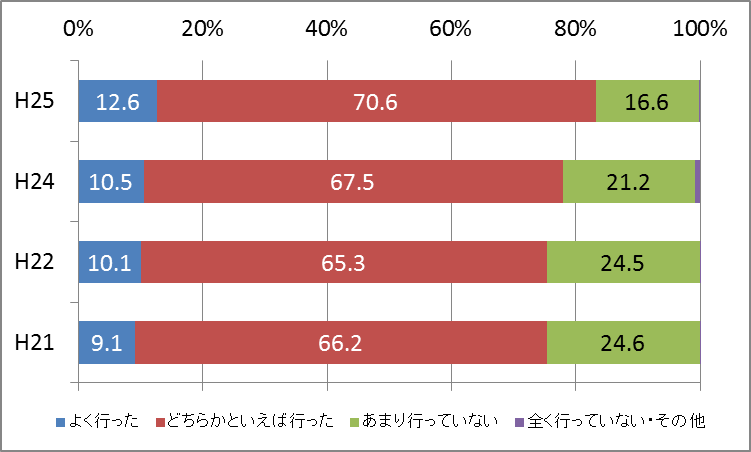 0% 20% 40% 60% 80% 100%
H25 12.6 70.6 16.6
H24 10.5 67.5 21.2
H22 10.1 65.3 24.5
H21 9.1 66.2 24.6
よく行った どちらかといえば行った あまり行っていない 全く行っていない・その他